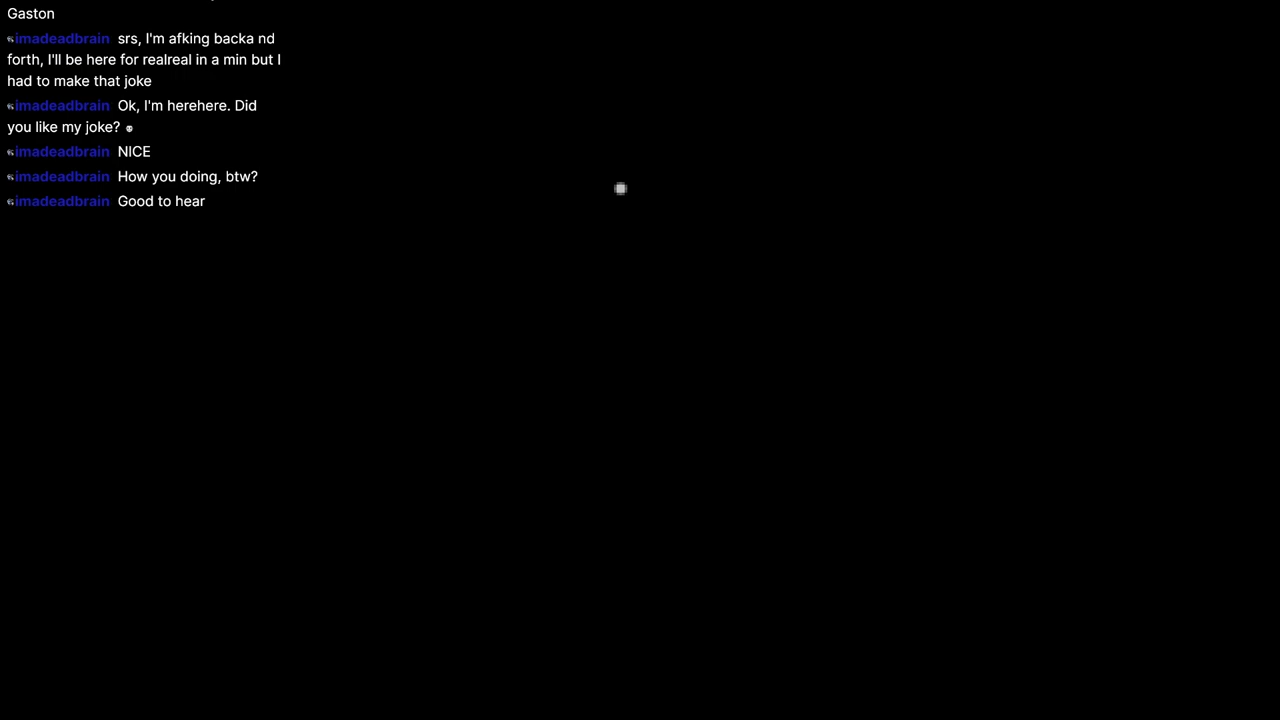 Gaston
imadeadbrain srs, I'm afking backa nd
forth, I'll be here for realreal in a min but I
had to make that joke
imadeadbrain Ok, I'm herehere. Did
you like my joke?
imadeadbrain NICE
imadeadbrain How you doing, btw?
imadeadbrain Good to hear